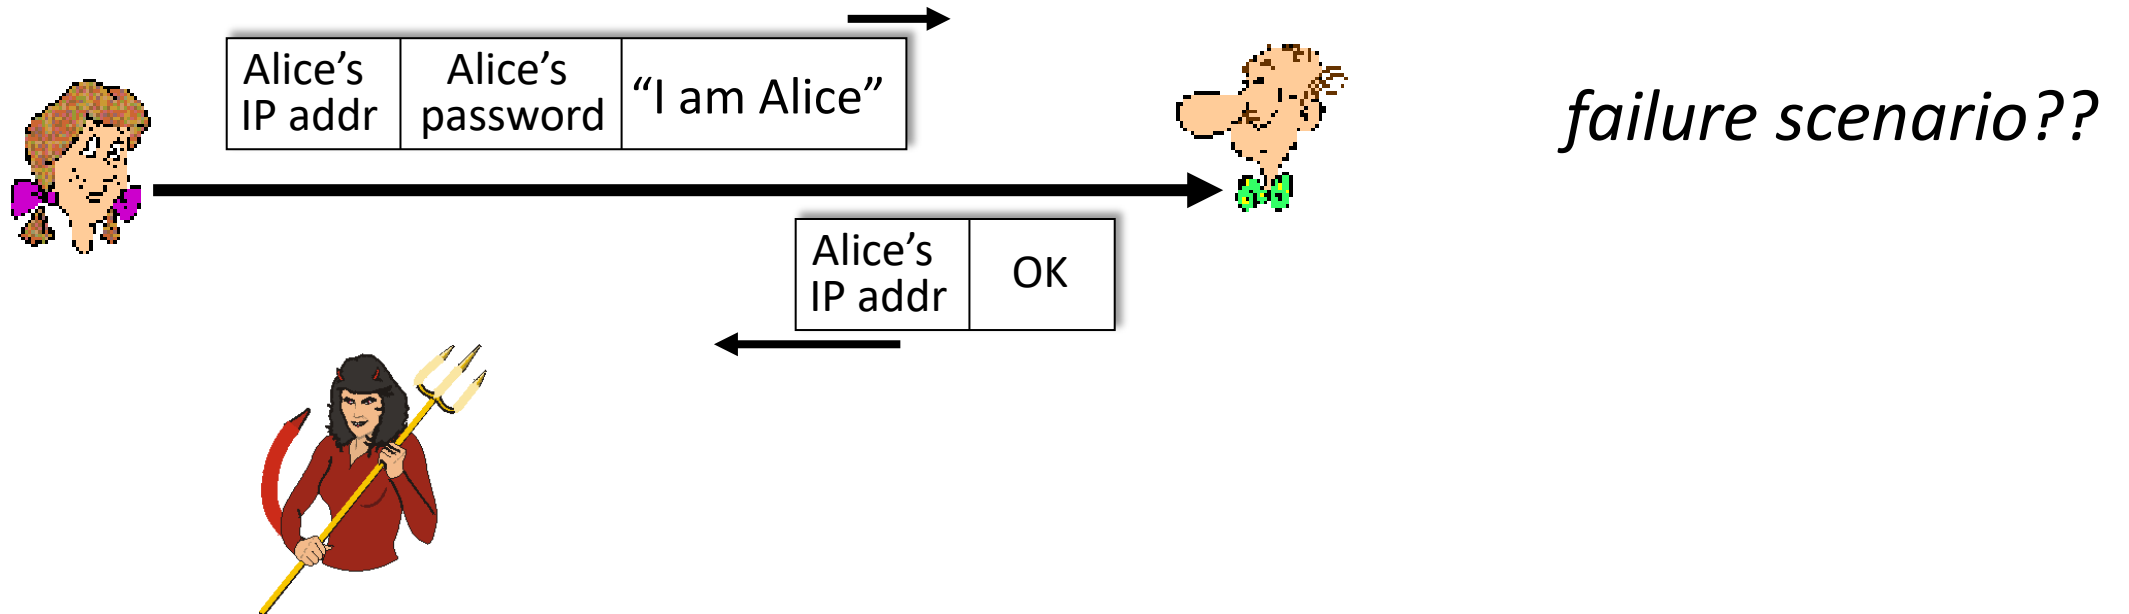 Alice’s
IP addr
Alice’s
password
“I am Alice”
failure scenario??
Alice’s
IP addr
OK